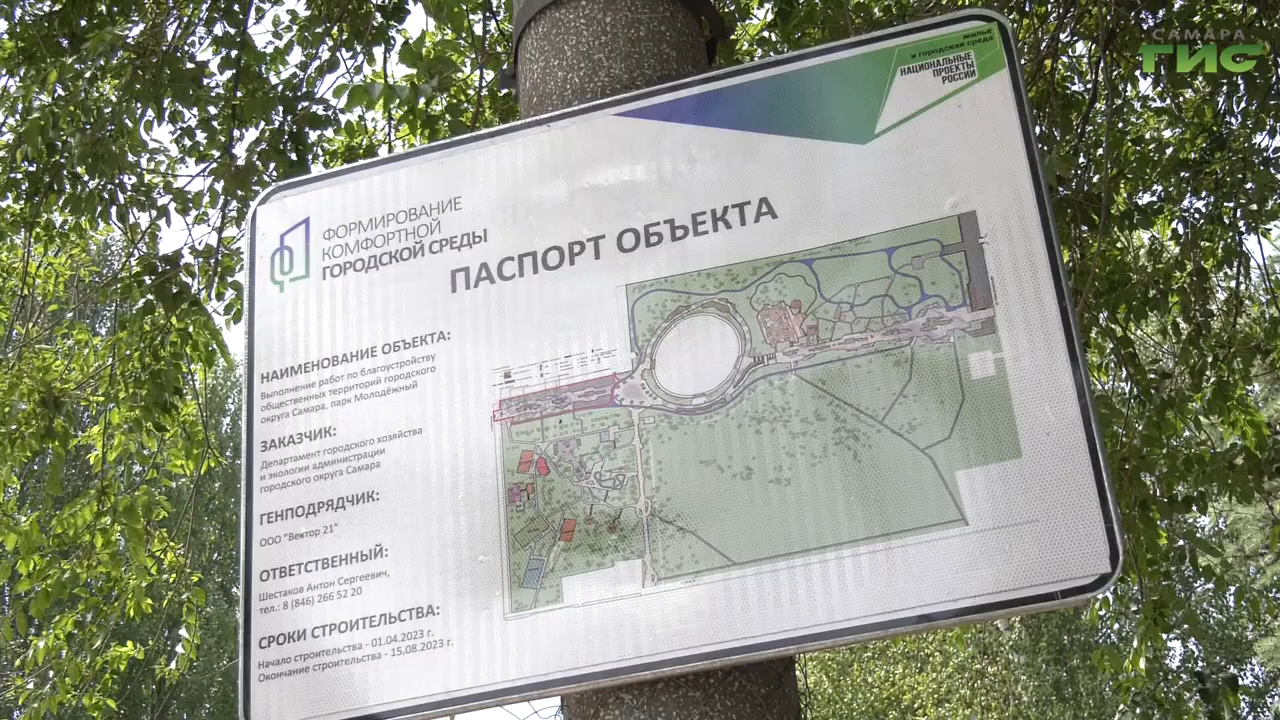 САМАРА
ГИС
жильё
и городская среда
НАЦИОНАЛЬНЫЕ
ПРОЕКТЫ
РОССИИ
ФОРМИРОВАНИЕ
КОМФОРТНОЙ
ГОРОДСКОЙ СРЕДЫ
ПАСПОРТ ОБЪЕКТА
НАИМЕНОВАНИЕ ОБЪЕКТА:
Выполнение работ по благоустройству
общественных территорий городского
округа Самара, парк Молодёжный
ЗАКАЗЧИК:
Департамент городского хозяйства
и экологии администрации
городского округа Самара
ГЕНПОДРЯДЧИК:
ООО "Вектор 21"
ОТВЕТСТВЕННЫЙ:
Шестаков Антон Сергеевич,
тел.: 8 (846) 266 52 20
СРОКИ СТРОИТЕЛЬСТВА:
Начало строительства - 01.04.2023 г.
Окончание строительства - 15.08.2023 г.